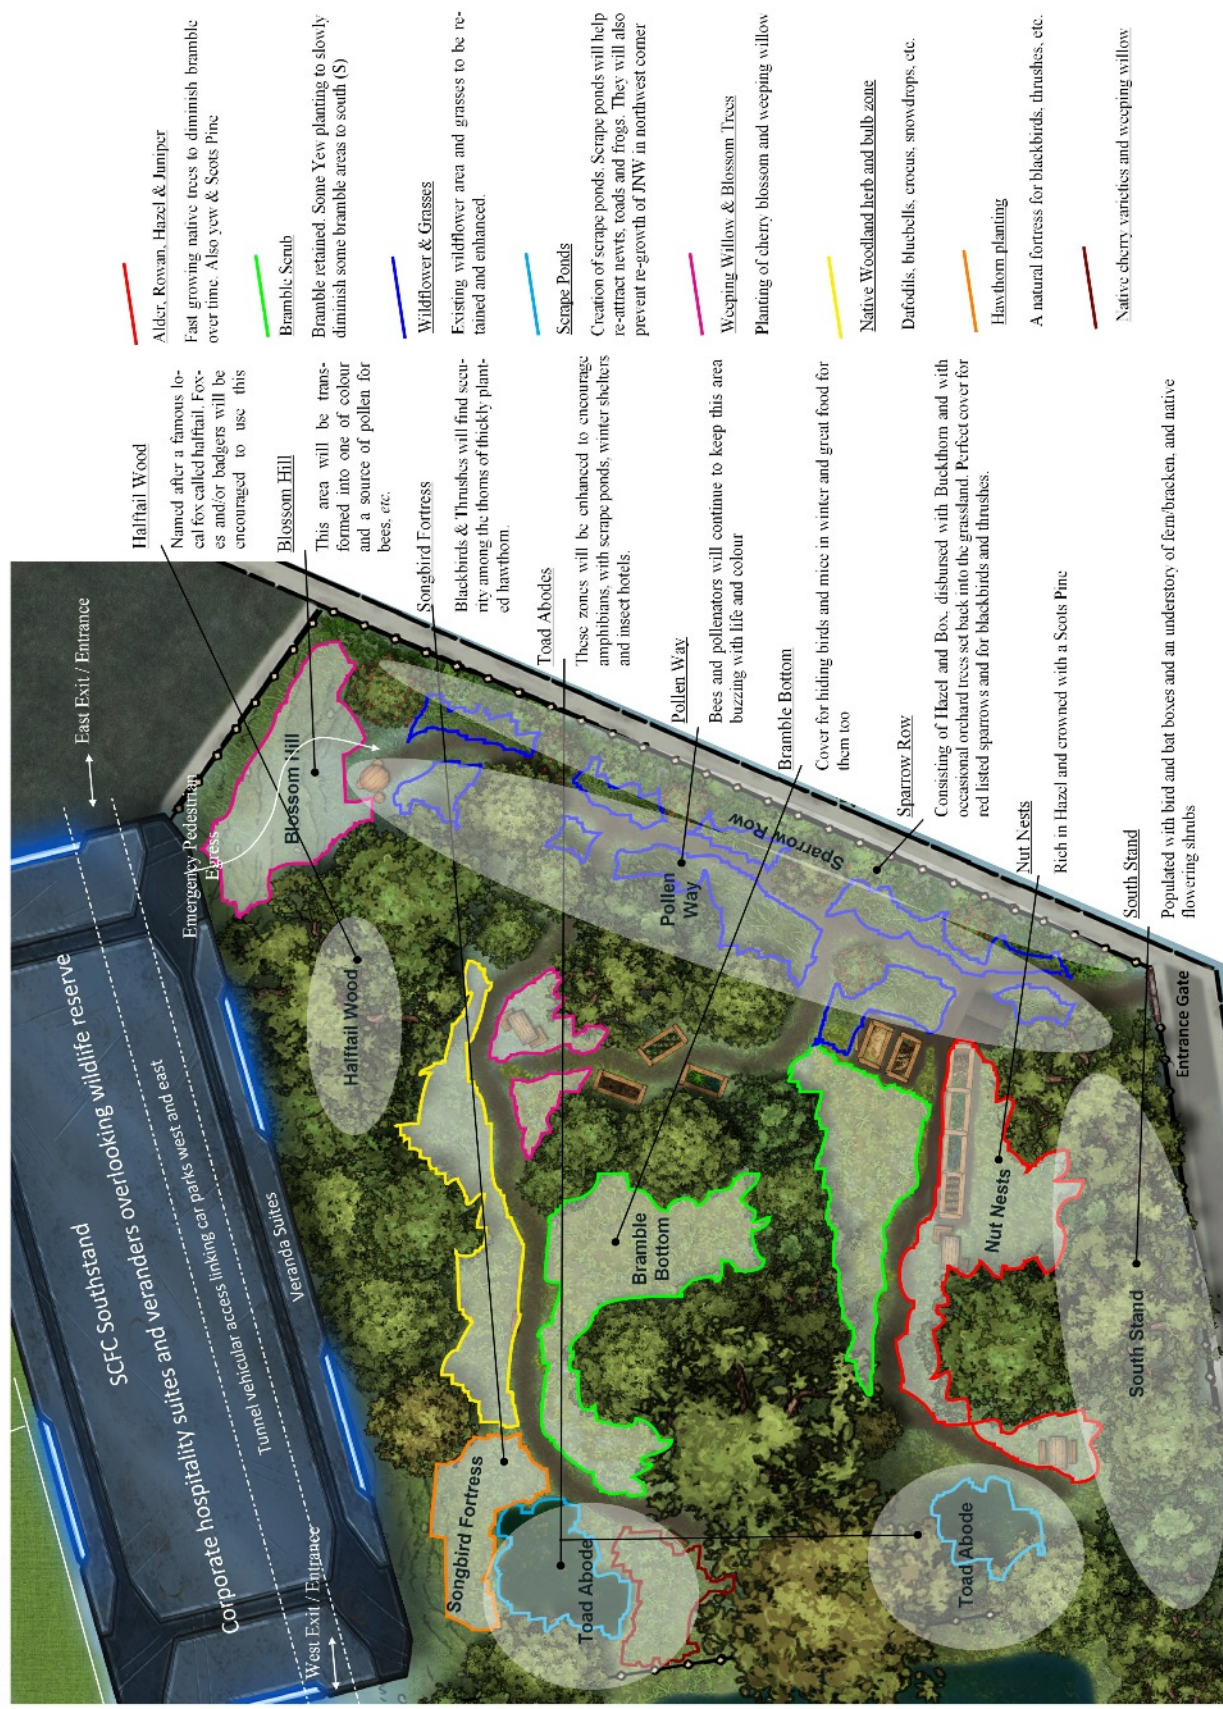 SCFC Southstand
Corporate hospitality suites and veranders overlooking wildlife reserve
Tunnel vehicular access linking car parks west and east
Veranda Suites
West Exit / Entrance
East Exit / Entrance
Emergency Pedestrian
Egress
Blossom Hill
Halftail Wood
Songbird Fortress
Toad Abode
Bramble
Bottom
Pollen
Way
Sparrow Row
Nut Nests
Toad Abode
South Stand
Entrance Gate
Halftail Wood
Named after a famous lo-
cal fox called halftail. Fox-
es and/or badgers will be
encouraged to use this
Blossom Hill
This area will be trans-
formed into one of colour
and a source of pollen for
bees, etc.
Songbird Fortress
Blackbirds & Thrushes will find secu-
rity among the thorns of thickly plant-
ed hawthorn.
Toad Abodes
These zones will be enhanced to encourage
amphibians, with scrape ponds, winter shelters
and insect hotels.
Pollen Way
Bees and pollenators will continue to keep this area
buzzing with life and colour
Bramble Bottom
Cover for hiding birds and mice in winter and great food for
them too
Sparrow Row
Consisting of Hazel and Box, disbursed with Buckthorn and with
occasional orchard trees set back into the grassland. Perfect cover for
red listed sparrows and for blackbirds and thrushes.
Nut Nests
Rich in Hazel and crowned with a Scots Pine
South Stand
Populated with bird and bat boxes and an understory of fern/bracken, and native
flowering shrubs
Alder, Rowan, Hazel & Juniper
Fast growing native trees to diminish bramble
over time. Also yew & Scots Pine
Bramble Scrub
Bramble retained. Some Yew planting to slowly
diminish some bramble areas to south (S)
Wildflower & Grasses
Existing wildflower area and grasses to be re-
tained and enhanced.
Scrape Ponds
Creation of scrape ponds. Scrape ponds will help
re-attract newts, toads and frogs. They will also
prevent re-growth of JNW in northwest corner
Weeping Willow & Blossom Trees
Planting of cherry blossom and weeping willow
Native Woodland herb and bulb zone
Dafodils, bluebells, crocus, snowdrops, etc.
Hawthorn planting
A natural fortress for blackbirds, thrushes, etc.
Native cherry varieties and weeping willow